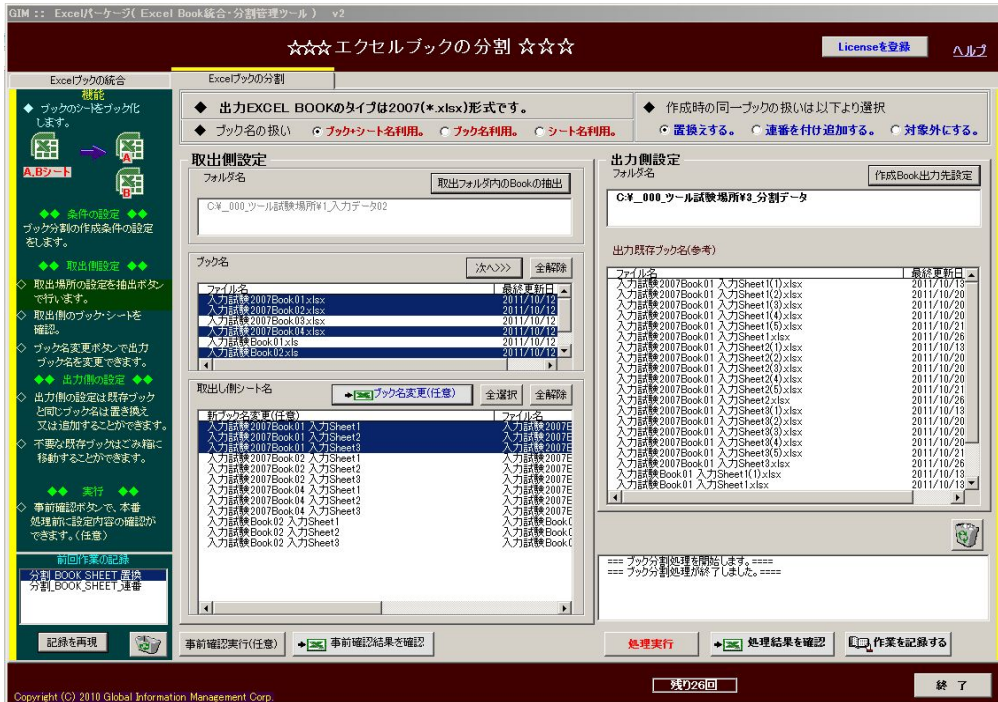 GIM :: Excelパーケージ( Excel Book統合・分割管理ツール ) v2
☆☆☆ エクセルブックの分割 ☆☆☆
Licenseを登録
ヘルプ
Excelブックの統合
Excelブックの分割
機能
◆ ブックのシートをブック化
します。
A,Bシート
A
B
◆◆ 条件の設定 ◆◆
ブック分割の作成条件の設定
をします。
◆◆ 取出側設定 ◆◆
◇ 取出場所の設定を抽出ボタン
で行います。
◇ 取出側のブック・シートを
確認。
◇ ブック名変更ボタンで出力
ブック名を変更できます。
◆◆ 出力側の設定 ◆◆
◇ 出力側の設定は既存ブック
と同じブック名は置き換え
又は追加することができます。
◇ 不要な既存ブックはごみ箱に
移動することができます。
◆◆ 実行 ◆◆
◇ 事前確認ボタンで、本番
処理前に設定内容の確認が
できます。(任意)
前回作業の記録
分割_BOOK_SHEET_置換
分割_BOOK_SHEET_連番
記録を再現
◆ 出力EXCEL BOOKのタイプは2007(*.xlsx)形式です。
◆ ブック名の扱い ブック+シート名利用。 ブック名利用。 シート名利用。
◆ 作成時の同一ブックの扱いは以下より選択
置換えする。 連番を付け追加する。 対象外にする。
取出側設定
フォルダ名
取出フォルダ内のBookの抽出
C:¥_000_ツール試験場所¥1_入力データ02
ブック名
次へ>>>
全解除
ファイル名 最終更新日
入力試験2007Book01.xlsx 2011/10/12
入力試験2007Book02.xlsx 2011/10/12
入力試験2007Book03.xlsx 2011/10/12
入力試験2007Book04.xlsx 2011/10/12
入力試験Book01.xls 2011/10/12
入力試験Book02.xls 2011/10/12
取出し側シート名
ブック名変更(任意)
全選択
全解除
新ブック名変更(任意) ファイル名
入力試験2007Book01 入力Sheet1 入力試験2007E
入力試験2007Book01 入力Sheet2 入力試験2007E
入力試験2007Book01 入力Sheet3 入力試験2007E
入力試験2007Book02 入力Sheet1 入力試験2007E
入力試験2007Book02 入力Sheet2 入力試験2007E
入力試験2007Book02 入力Sheet3 入力試験2007E
入力試験2007Book04 入力Sheet1 入力試験2007E
入力試験2007Book04 入力Sheet2 入力試験2007E
入力試験2007Book04 入力Sheet3 入力試験2007E
入力試験Book02 入力Sheet1 入力試験Book(
入力試験Book02 入力Sheet2 入力試験Book(
入力試験Book02 入力Sheet3 入力試験Book(
事前確認実行(任意)
事前確認結果を確認
出力側設定
フォルダ名
作成Book出力先設定
C:¥_000_ツール試験場所¥3_分割データ
出力既存ブック名(参考)
ファイル名 最終更新日
入力試験2007Book01 入力Sheet1(1).xlsx 2011/10/13
入力試験2007Book01 入力Sheet1(2).xlsx 2011/10/20
入力試験2007Book01 入力Sheet1(3).xlsx 2011/10/20
入力試験2007Book01 入力Sheet1(4).xlsx 2011/10/20
入力試験2007Book01 入力Sheet1(5).xlsx 2011/10/21
入力試験2007Book01 入力Sheet1.xlsx 2011/10/26
入力試験2007Book01 入力Sheet2(1).xlsx 2011/10/13
入力試験2007Book01 入力Sheet2(2).xlsx 2011/10/20
入力試験2007Book01 入力Sheet2(3).xlsx 2011/10/20
入力試験2007Book01 入力Sheet2(4).xlsx 2011/10/20
入力試験2007Book01 入力Sheet2(5).xlsx 2011/10/21
入力試験2007Book01 入力Sheet2.xlsx 2011/10/26
入力試験2007Book01 入力Sheet3(1).xlsx 2011/10/13
入力試験2007Book01 入力Sheet3(2).xlsx 2011/10/20
入力試験2007Book01 入力Sheet3(3).xlsx 2011/10/20
入力試験2007Book01 入力Sheet3(4).xlsx 2011/10/20
入力試験2007Book01 入力Sheet3(5).xlsx 2011/10/21
入力試験2007Book01 入力Sheet3.xlsx 2011/10/26
入力試験Book01 入力Sheet1(1).xlsx 2011/10/13
入力試験Book01 入力Sheet1.xlsx 2011/10/13
=== ブック分割処理を開始します。====
=== ブック分割処理が終了しました。====
処理実行
処理結果を確認
作業を記録する
残り26回
終 了
Copyright (C) 2010 Global Information Management Corp.